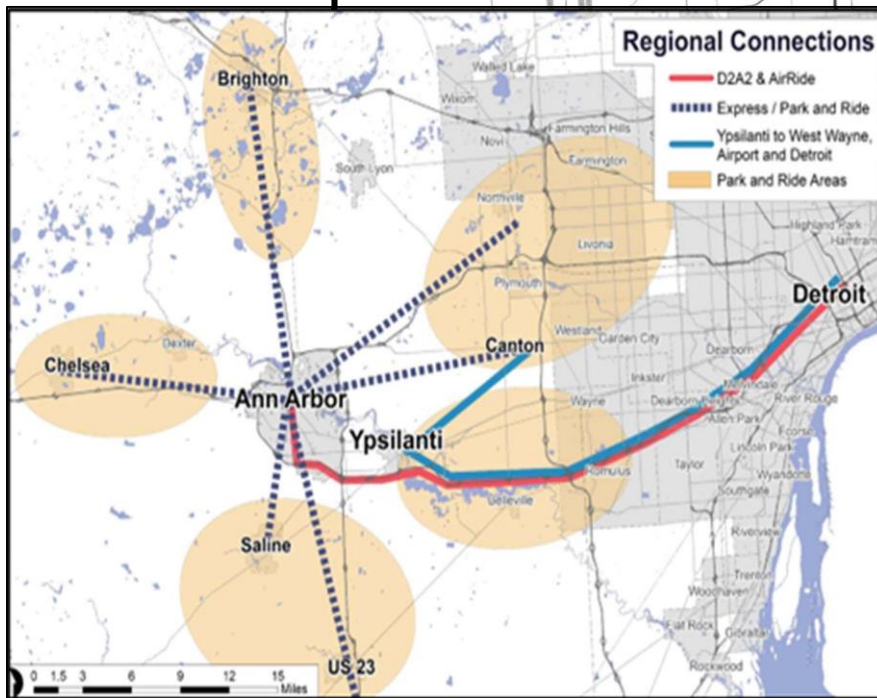 Regional Connections
D2A2 & AirRide
Express / Park and Ride
Ypsilanti to West Wayne,
Airport and Detroit
Park and Ride Areas
Brighton
Walled Lake
Wixom
Novi
Farmington Hills
Farmington
South Lyon
Northville
Livonia
Highland Park
Hamtram
Plymouth
Detroit
Canton
Westland
Garden City
Dearborn
Chelsea
Dexter
Inkster
Melvindale
Ann Arbor
Wayne
Dearborn Heights
River Rouge
Allen Park
Ecorse
Ypsilanti
Lincoln Park
Romulus
Taylor
Wyandotte
Belleville
Southgate
Saline
Riverview
Trenton
Woodhaven
Flat Rock
Gibraltar
US 23
Rockwood
0 1.5 3 6 9 12 15
Miles